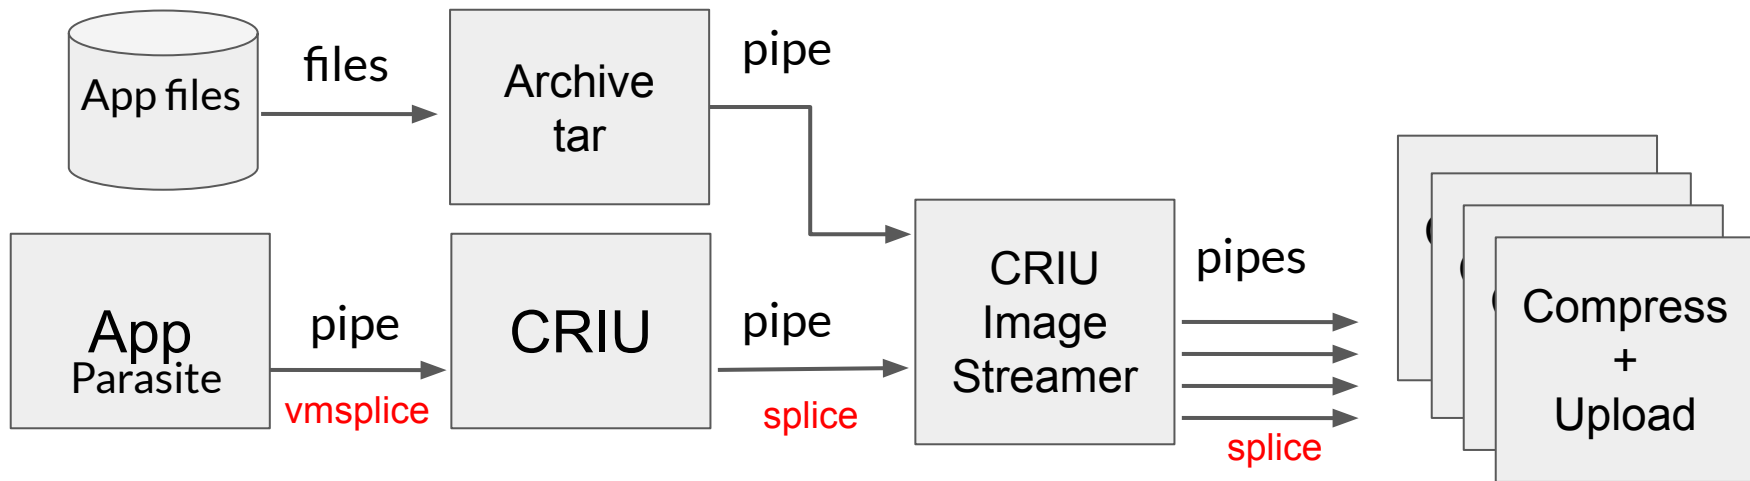 App files
files
Archive
tar
pipe
App
Parasite
pipe
vmsplice
CRIU
pipe
splice
CRIU
Image
Streamer
pipes
splice
Compress
+
Upload